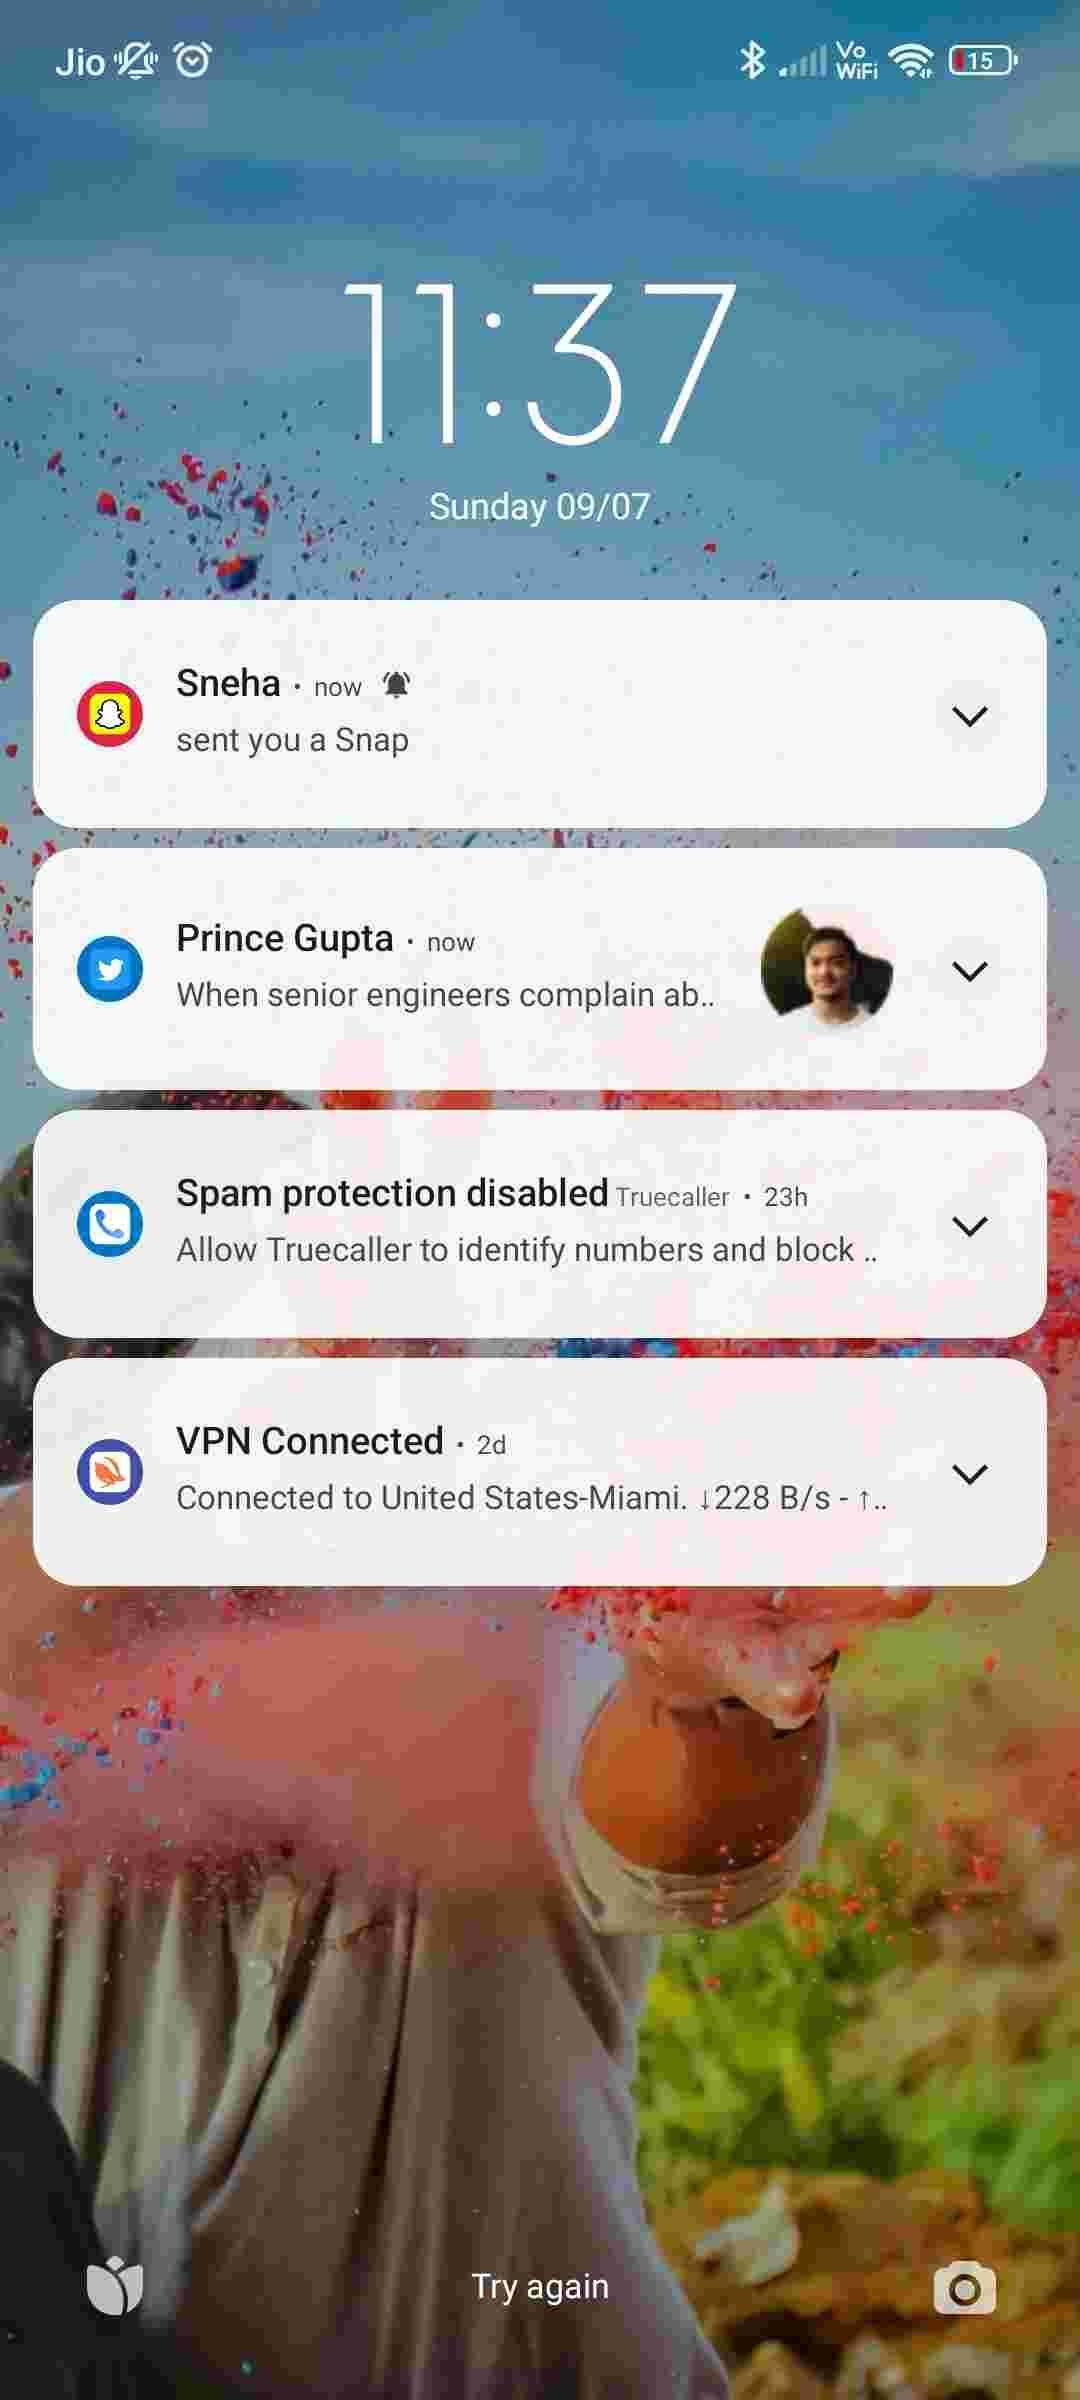 Jio Vo WiFi 15
11:37
Sunday 09/07
Sneha · now
sent you a Snap
Prince Gupta · now
When senior engineers complain ab..
Spam protection disabled Truecaller · 23h
Allow Truecaller to identify numbers and block ..
VPN Connected · 2d
Connected to United States-Miami. ↓228 B/s - ↑..
Try again